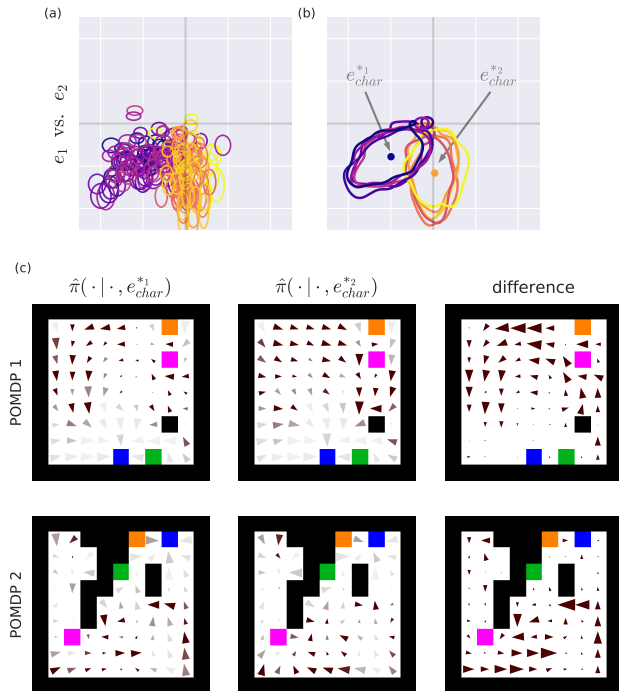 (a)
(b)
e₁ vs. e₂
e*₁char
e*₂char
(c)
π̂(·|·, e*₁char)
π̂(·|·, e*₂char)
difference
POMDP 1
POMDP 2